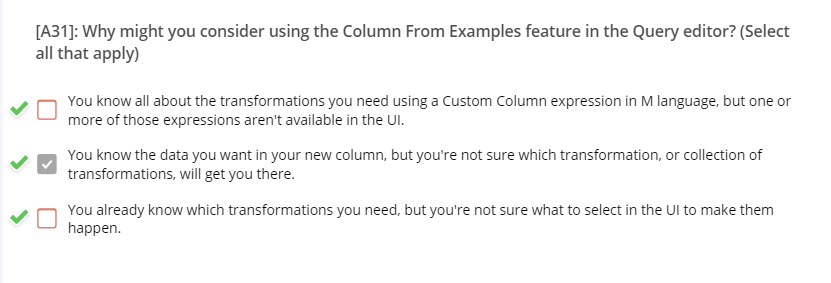 [A31]: Why might you consider using the Column From Examples feature in the Query editor? (Select
all that apply)
You know all about the transformations you need using a Custom Column expression in M language, but one or
more of those expressions aren't available in the UI.
You know the data you want in your new column, but you're not sure which transformation, or collection of
transformations, will get you there.
You already know which transformations you need, but you're not sure what to select in the UI to make them
happen.